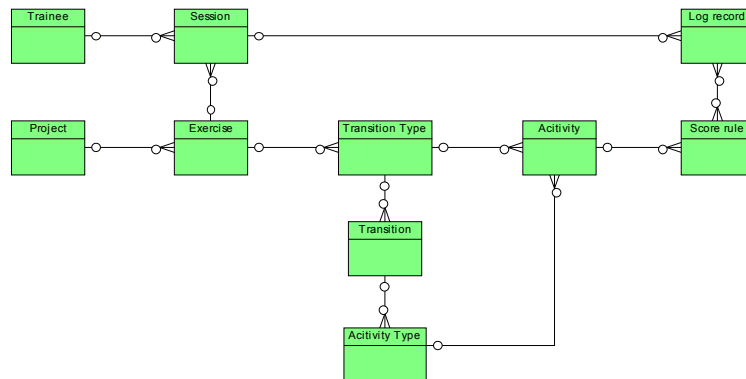 Trainee
Session
Log record
Project
Exercise
Transition Type
Acitivity
Score rule
Transition
Acitivity Type